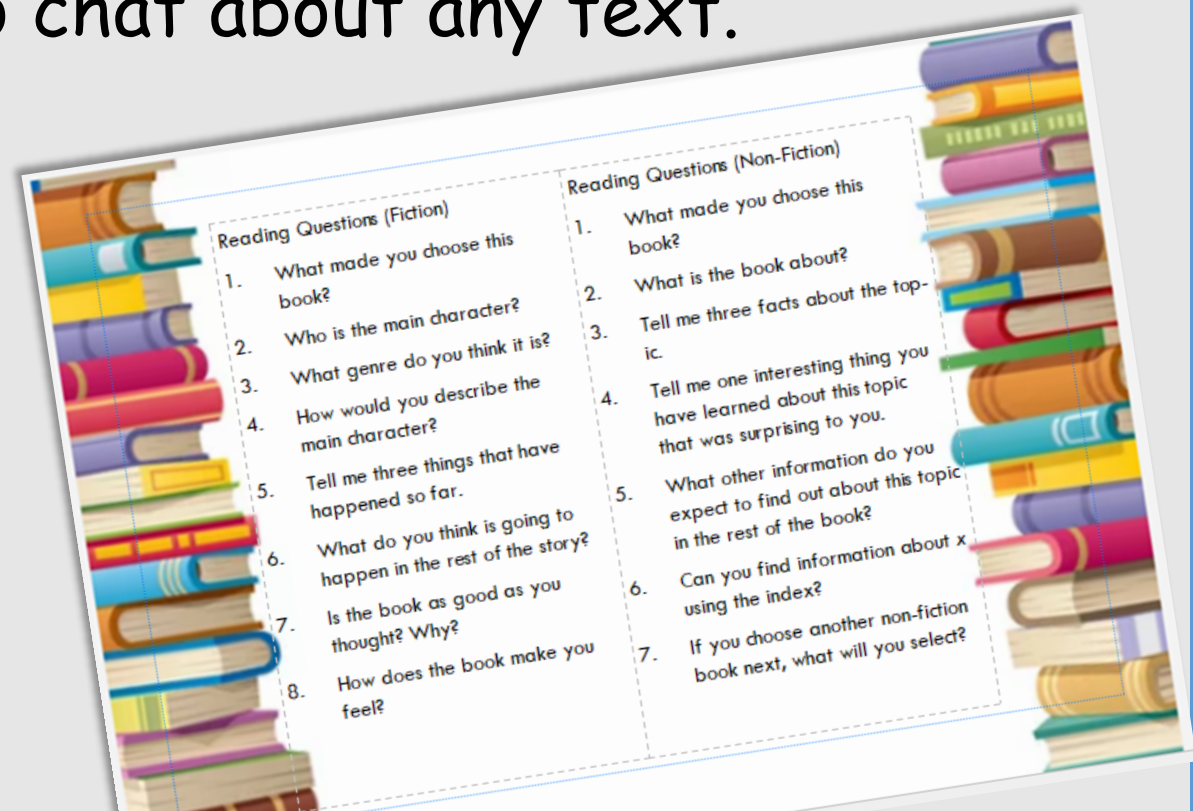 chat about any text.
Reading Questions (Fiction)
1. What made you choose this
book?
2. Who is the main character?
3. What genre do you think it is?
4. How would you describe the
main character?
5. Tell me three things that have
happened so far.
6. What do you think is going to
happen in the rest of the story?
7. Is the book as good as you
thought? Why?
8. How does the book make you
feel?
Reading Questions (Non-Fiction)
1. What made you choose this
book?
2. What is the book about?
3. Tell me three facts about the top-
ic.
4. Tell me one interesting thing you
have learned about this topic
that was surprising to you.
5. What other information do you
expect to find out about this topic
in the rest of the book?
6. Can you find information about x
using the index?
7. If you choose another non-fiction
book next, what will you select?